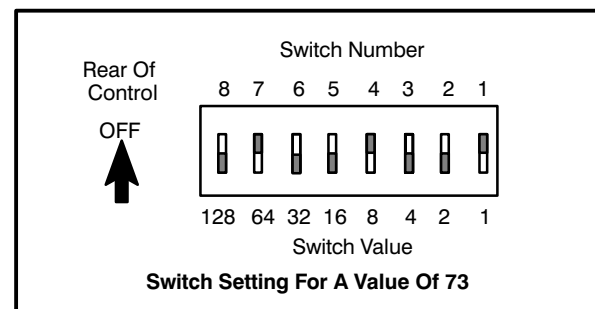 Switch Number
Rear Of
Control
8 7 6 5 4 3 2 1
OFF
128 64 32 16 8 4 2 1
Switch Value
Switch Setting For A Value Of 73